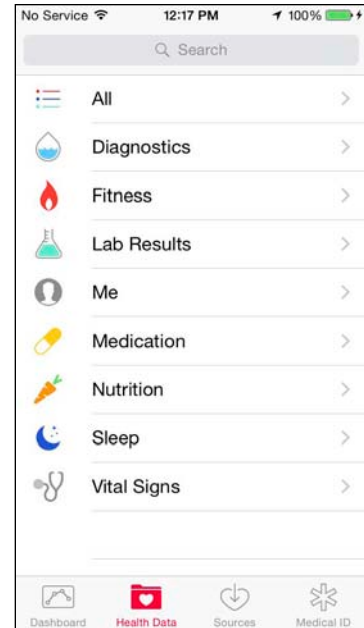 No Service 12:17 PM 100%
Search
All
Diagnostics
Fitness
Lab Results
Me
Medication
Nutrition
Sleep
Vital Signs
Dashboard Health Data Sources Medical ID